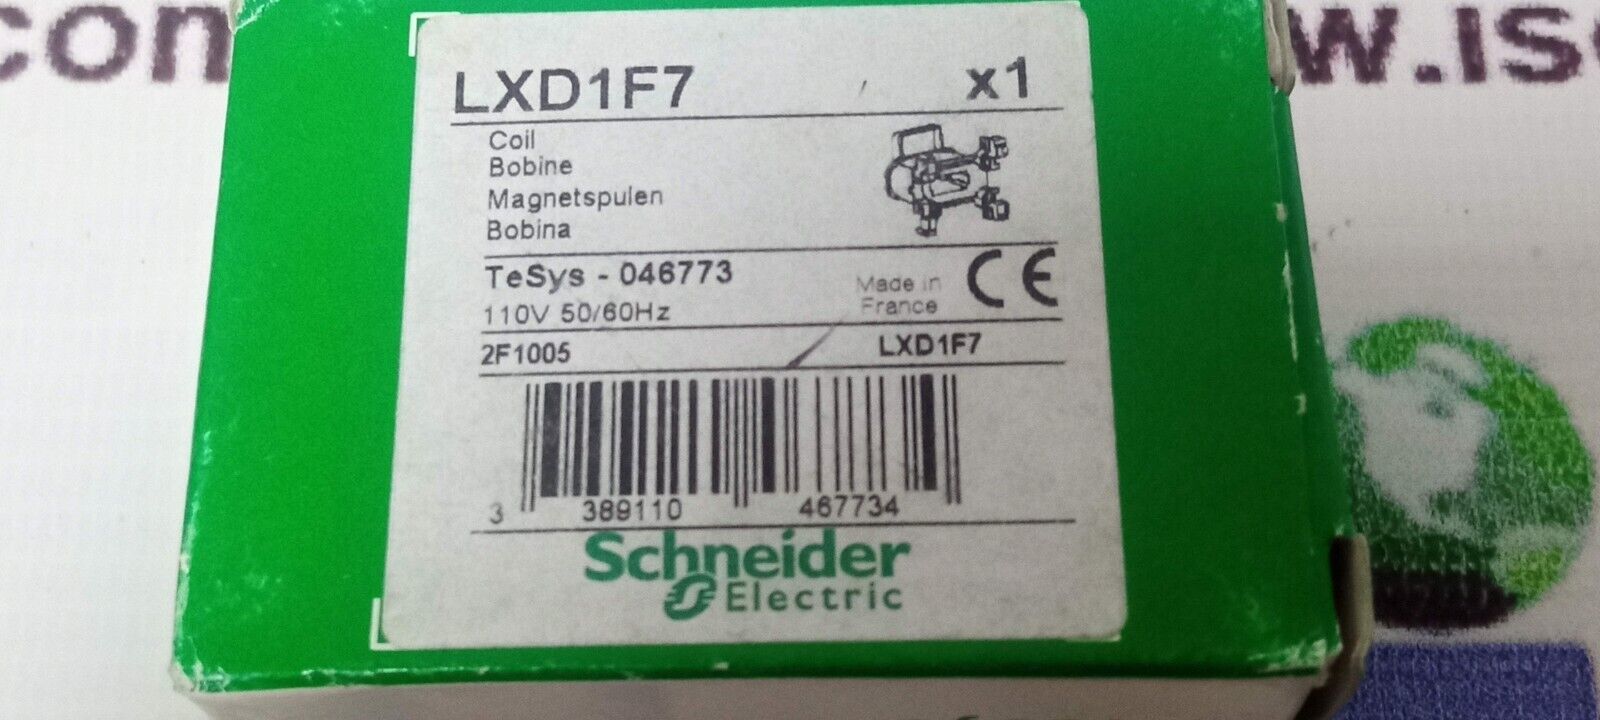 con
w.is
LXD1F7 x1
Coil
Bobine
Magnetspulen
Bobina
TeSys - 046773
110V 50/60Hz
Made in
France
CE
2F1005 LXD1F7
3 389110 467734
Schneider
Electric